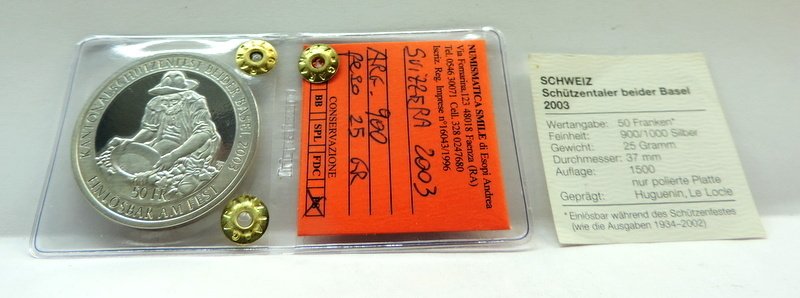 KANTONALSCHÜTZENFEST BEIDER BASEL 2003
50 FR
EINLÖSBAR AM FEST
NUMISMATICA SMILE di Esopi Andrea
Via Fornarina,123 48018 Faenza (RA)
Tel. 0546 30071 Cell. 328 0247680
Iscriz. Reg. Imprese n°16043/1996
SVIZZERA 2003
ARG. 900
PESO 25 GR
CONSERVAZIONE
BB SPL FDC
SCHWEIZ
Schützentaler beider Basel
2003
Wertangabe: 50 Franken*
Feinheit: 900/1000 Silber
Gewicht: 25 Gramm
Durchmesser: 37 mm
Auflage: 1500
nur polierte Platte
Geprägt: Huguenin, Le Locle
*Einlösbar während des Schützenfestes
(wie die Ausgaben 1934–2002)